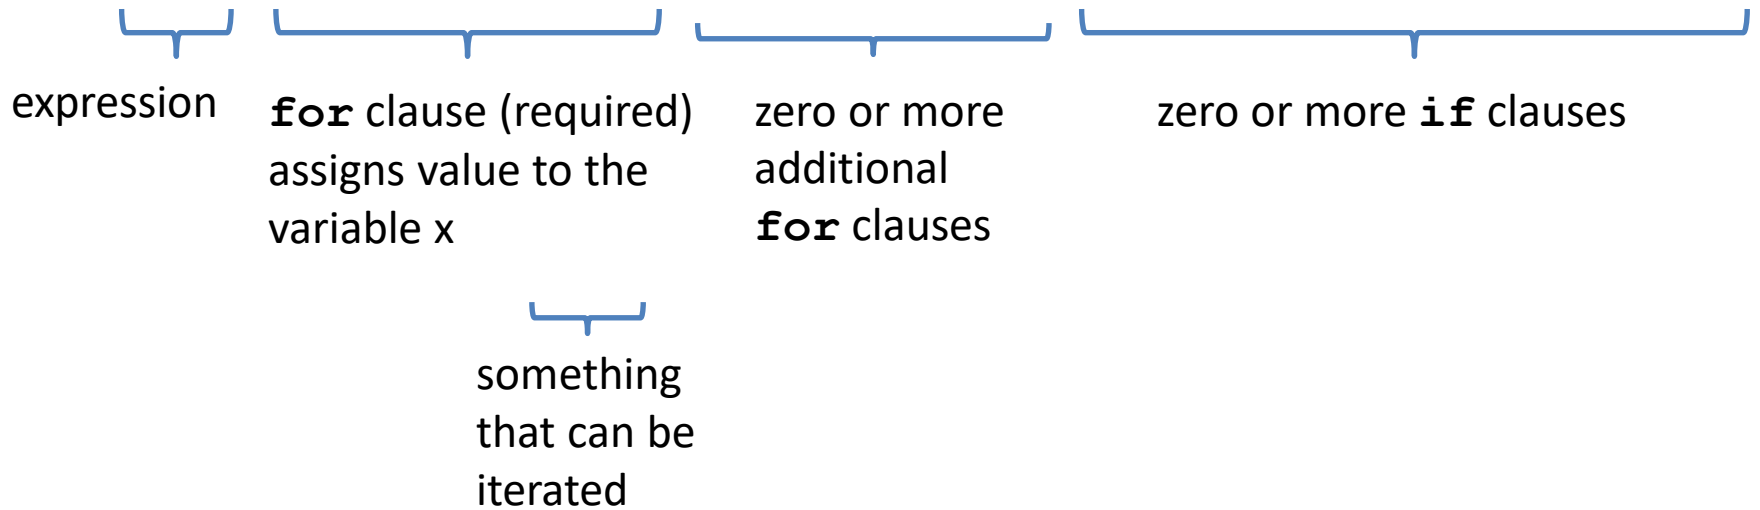 expression
for clause (required)
assigns value to the
variable x
zero or more
additional
for clauses
zero or more if clauses
something
that can be
iterated